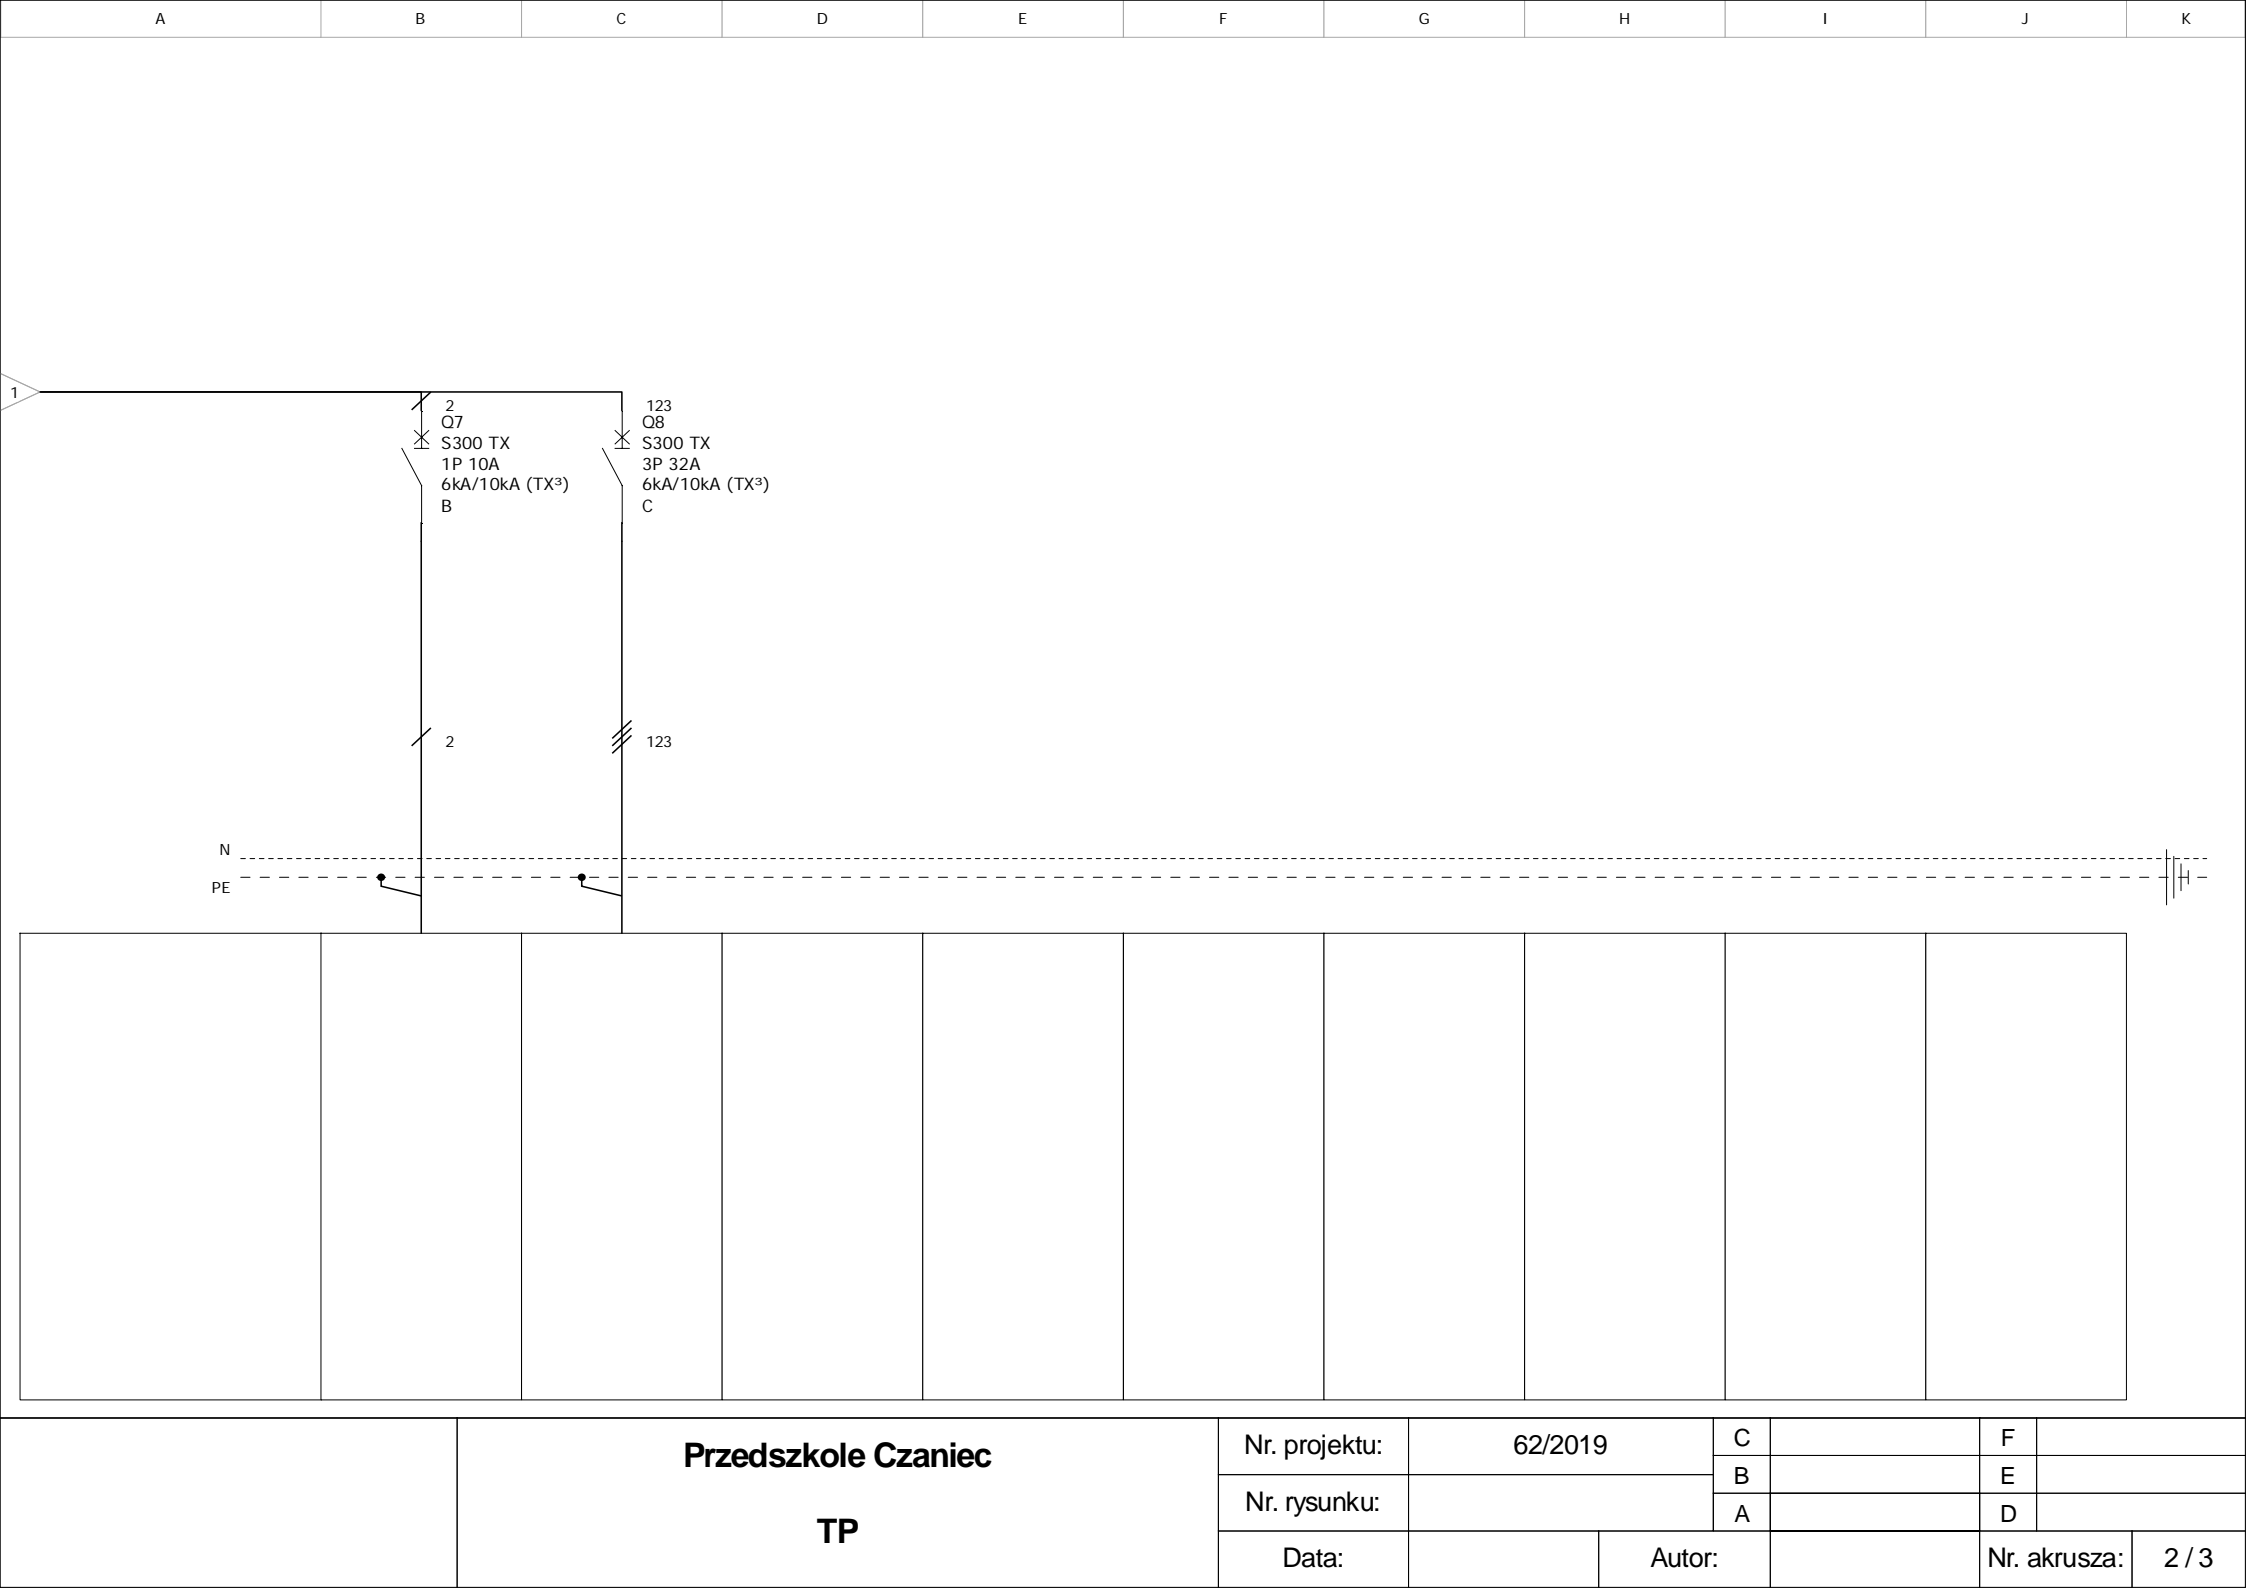 A B C D E F G H I J K
1
2
Q7
S300 TX
1P 10A
6kA/10kA (TX³)
B
123
Q8
S300 TX
3P 32A
6kA/10kA (TX³)
C
2
123
N
PE
Przedszkole Czaniec
TP
Nr. projektu: 62/2019
Nr. rysunku:
Data:
Autor:
C
B
A
F
E
D
Nr. akrusza: 2 / 3